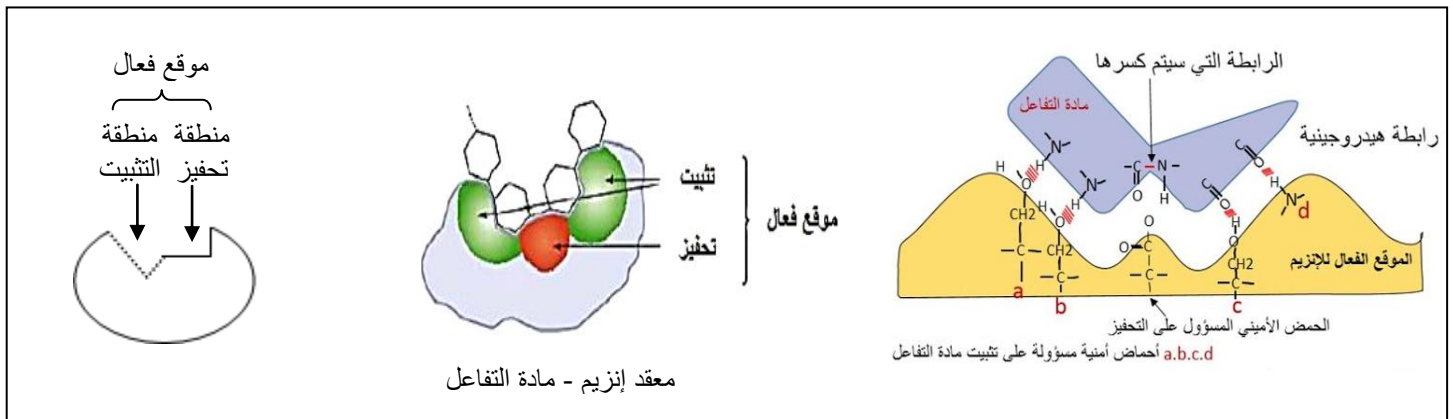 موقع فعال
منطقة التثبيت
منطقة تحفيز
تثبيت
تحفيز
موقع فعال
معقد إنزيم - مادة التفاعل
الرابطة التي سيتم كسرها
مادة التفاعل
رابطة هيدروجينية
H H N
O
H H N
O
C N
O H
C O
C O
H N
d
H
O
CH2
C
a
CH2
C
b
O
O C
C
H
O
CH2
C
c
الموقع الفعال للإنزيم
الحمض الأميني المسؤول على التحفيز
a.b.c.d أحماض أمنية مسؤولة على تثبيت مادة التفاعل